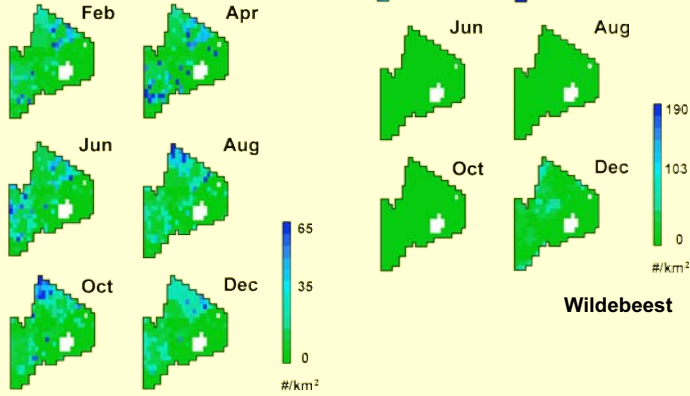 Feb
Apr
Jun
Aug
Oct
Dec
65
35
0
#/km²
Jun
Aug
Oct
Dec
190
103
0
#/km²
Wildebeest